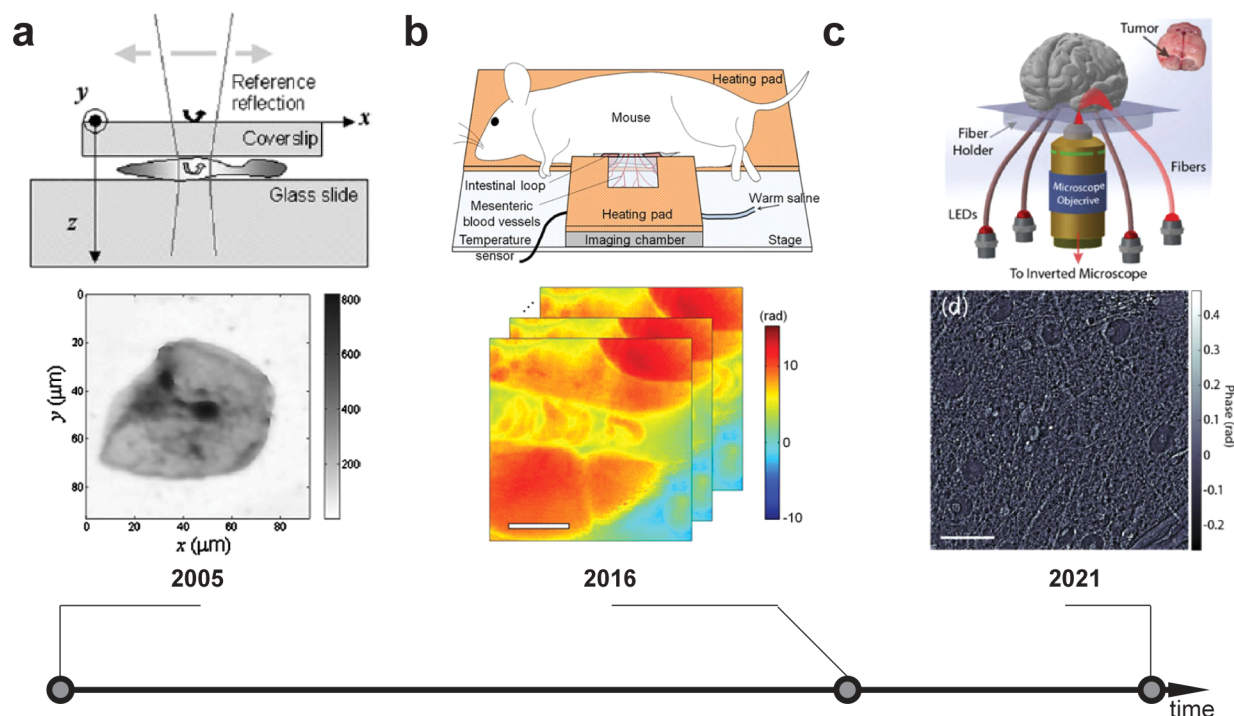 a
y
x
z
Reference
reflection
Coverslip
Glass slide
0
20
40
60
80
y (μm)
0
20
40
60
80
x (μm)
800
600
400
200
b
Heating pad
Mouse
Intestinal loop
Mesenteric
blood vessels
Heating pad
Warm saline
Temperature
sensor
Imaging chamber
Stage
(rad)
10
0
-10
c
Tumor
Fiber
Holder
Fibers
Microscope
Objecrive
LEDs
To Inverted Microscope
(d)
0.4
0.3
0.2
0.1
0
-0.1
-0.2
Phase (rad)
2005
2016
2021
time